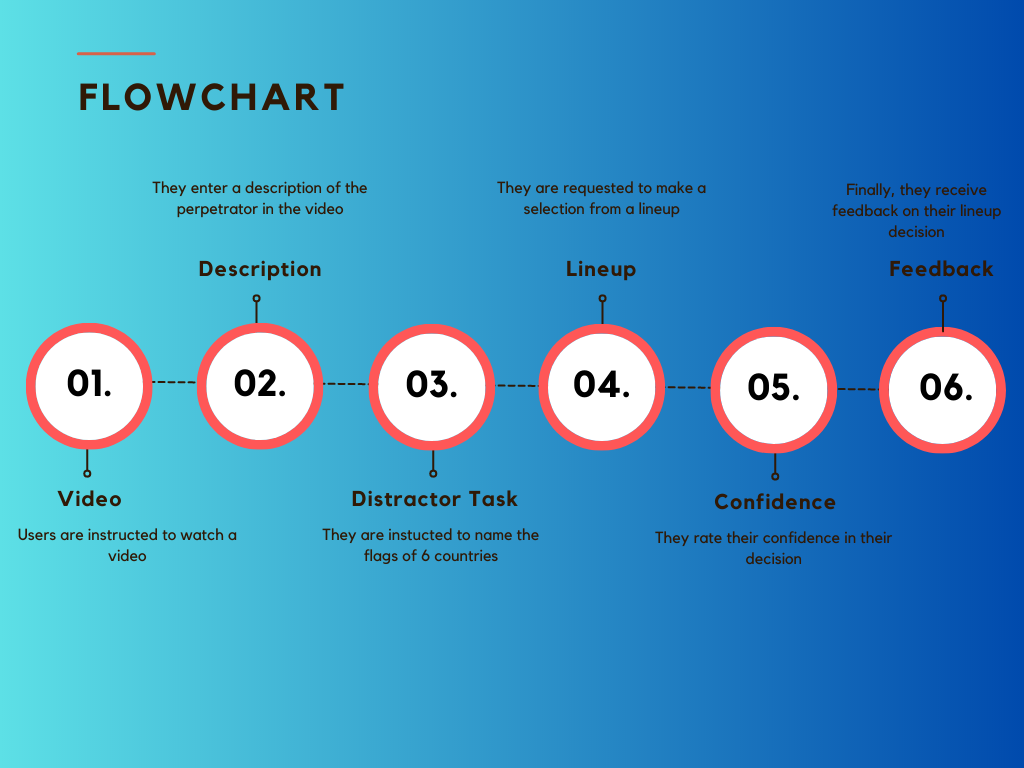 FLOWCHART
They enter a description of the
perpetrator in the video
Description
They are requested to make a
selection from a lineup
Lineup
Finally, they receive
feedback on their lineup
decision
Feedback
01.
02.
03.
04.
05.
06.
Video
Users are instructed to watch a
video
Distractor Task
They are instucted to name the
flags of 6 countries
Confidence
They rate their confidence in their
decision